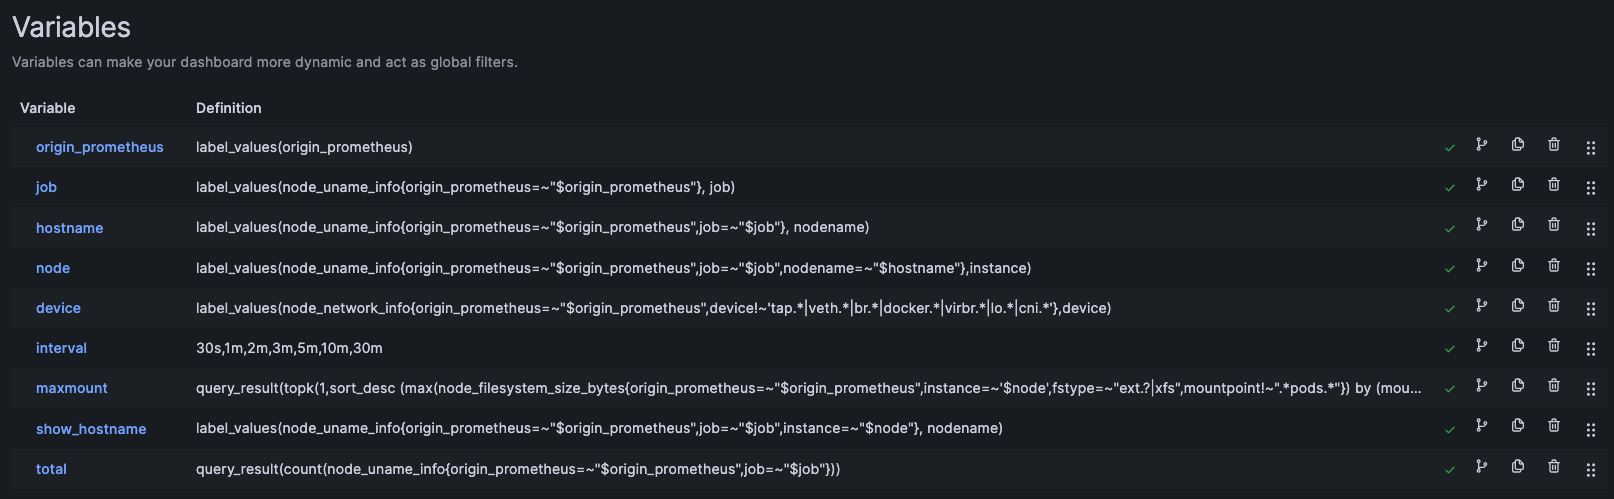 Variables
Variables can make your dashboard more dynamic and act as global filters.
Variable Definition
origin_prometheus label_values(origin_prometheus)
job label_values(node_uname_info{origin_prometheus=~"$origin_prometheus"}, job)
hostname label_values(node_uname_info{origin_prometheus=~"$origin_prometheus",job=~"$job"}, nodename)
node label_values(node_uname_info{origin_prometheus=~"$origin_prometheus",job=~"$job",nodename=~"$hostname"},instance)
device label_values(node_network_info{origin_prometheus=~"$origin_prometheus",device!~'tap.*|veth.*|br.*|docker.*|virbr.*|lo.*|cni.*'},device)
interval 30s,1m,2m,3m,5m,10m,30m
maxmount query_result(topk(1,sort_desc (max(node_filesystem_size_bytes{origin_prometheus=~"$origin_prometheus",instance=~'$node',fstype=~"ext.?|xfs",mountpoint!~".*pods.*"}) by (mou...
show_hostname label_values(node_uname_info{origin_prometheus=~"$origin_prometheus",job=~"$job",instance=~"$node"}, nodename)
total query_result(count(node_uname_info{origin_prometheus=~"$origin_prometheus",job=~"$job"}))